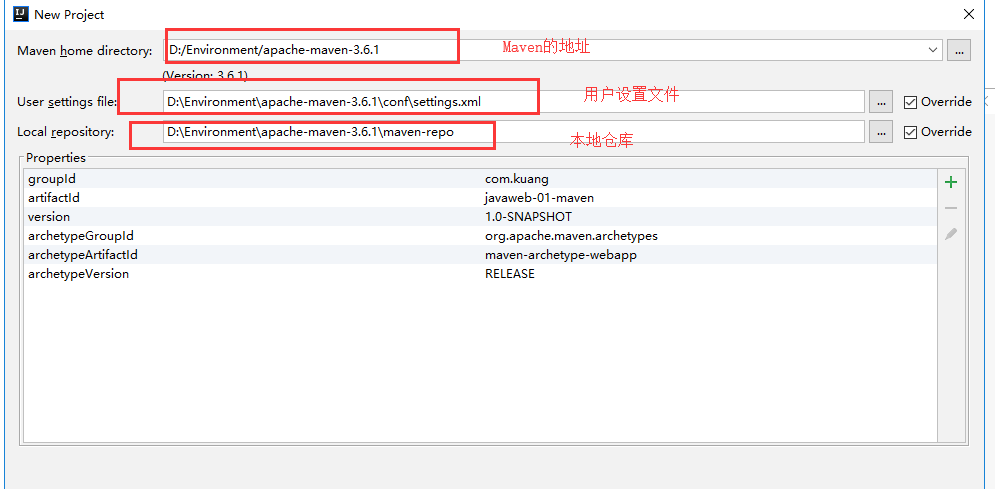 New Project
Maven home directory: D:/Environment/apache-maven-3.6.1 ... Maven的地址
(Version: 3.6.1)
User settings file: D:\Environment\apache-maven-3.6.1\conf\settings.xml ... Override 用户设置文件
Local repository: D:\Environment\apache-maven-3.6.1\maven-repo ... Override 本地仓库
Properties
groupId com.kuang
artifactId javaweb-01-maven
version 1.0-SNAPSHOT
archetypeGroupId org.apache.maven.archetypes
archetypeArtifactId maven-archetype-webapp
archetypeVersion RELEASE